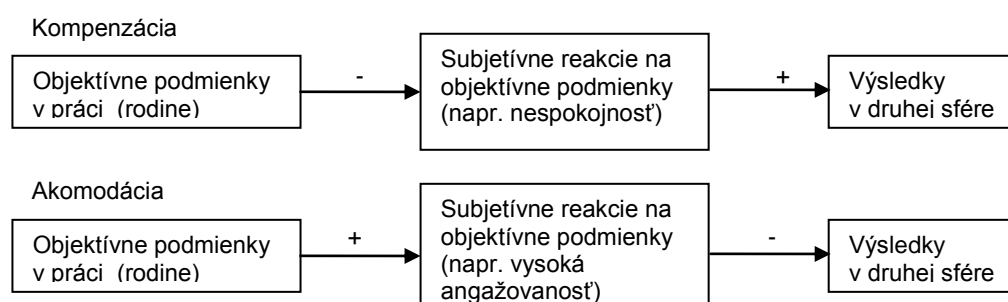 Kompenzácia
Objektívne podmienky
v práci (rodine)
-
Subjetívne reakcie na
objektívne podmienky
(napr. nespokojnosť)
+
Výsledky
v druhej sfére
Akomodácia
Objektívne podmienky
v práci (rodine)
+
Subjetívne reakcie na
objektívne podmienky
(napr. vysoká
angažovanosť)
-
Výsledky
v druhej sfére